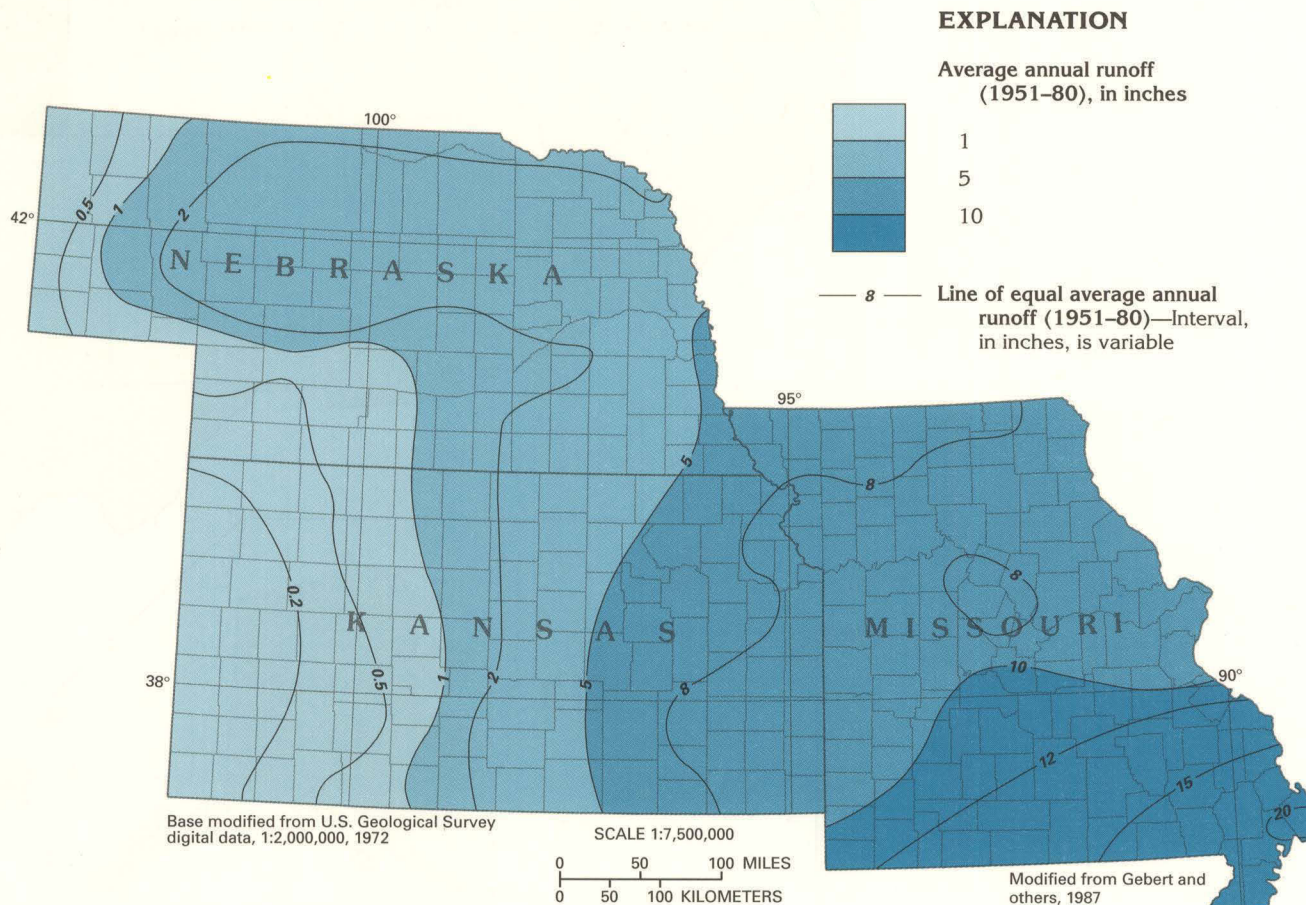 EXPLANATION
Average annual runoff
(1951–80), in inches
1
5
10
8
Line of equal average annual
runoff (1951–80)—Interval,
in inches, is variable
100°
42°
0.5
1
2
NEBRASKA
95°
5
8
0.2
8
KANSAS
MISSOURI
38°
0.5
1
2
5
8
10
90°
12
15
20
Base modified from U.S. Geological Survey
digital data, 1:2,000,000, 1972
SCALE 1:7,500,000
0 50 100 MILES
0 50 100 KILOMETERS
Modified from Gebert and
others, 1987